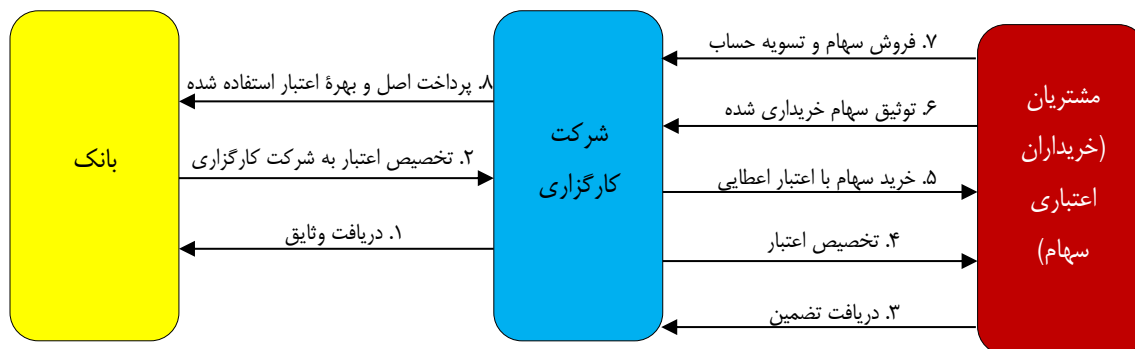 ۷. فروش سهام و تسویه حساب
۸. پرداخت اصل و بهرهٔ اعتبار استفاده شده
۶. توثیق سهام خریداری شده
مشتریان
(خریداران
اعتباری
سهام)
شرکت
کارگزاری
بانک
۲. تخصیص اعتبار به شرکت کارگزاری
۵. خرید سهام با اعتبار اعطایی
۱. دریافت وثایق
۴. تخصیص اعتبار
۳. دریافت تضمین